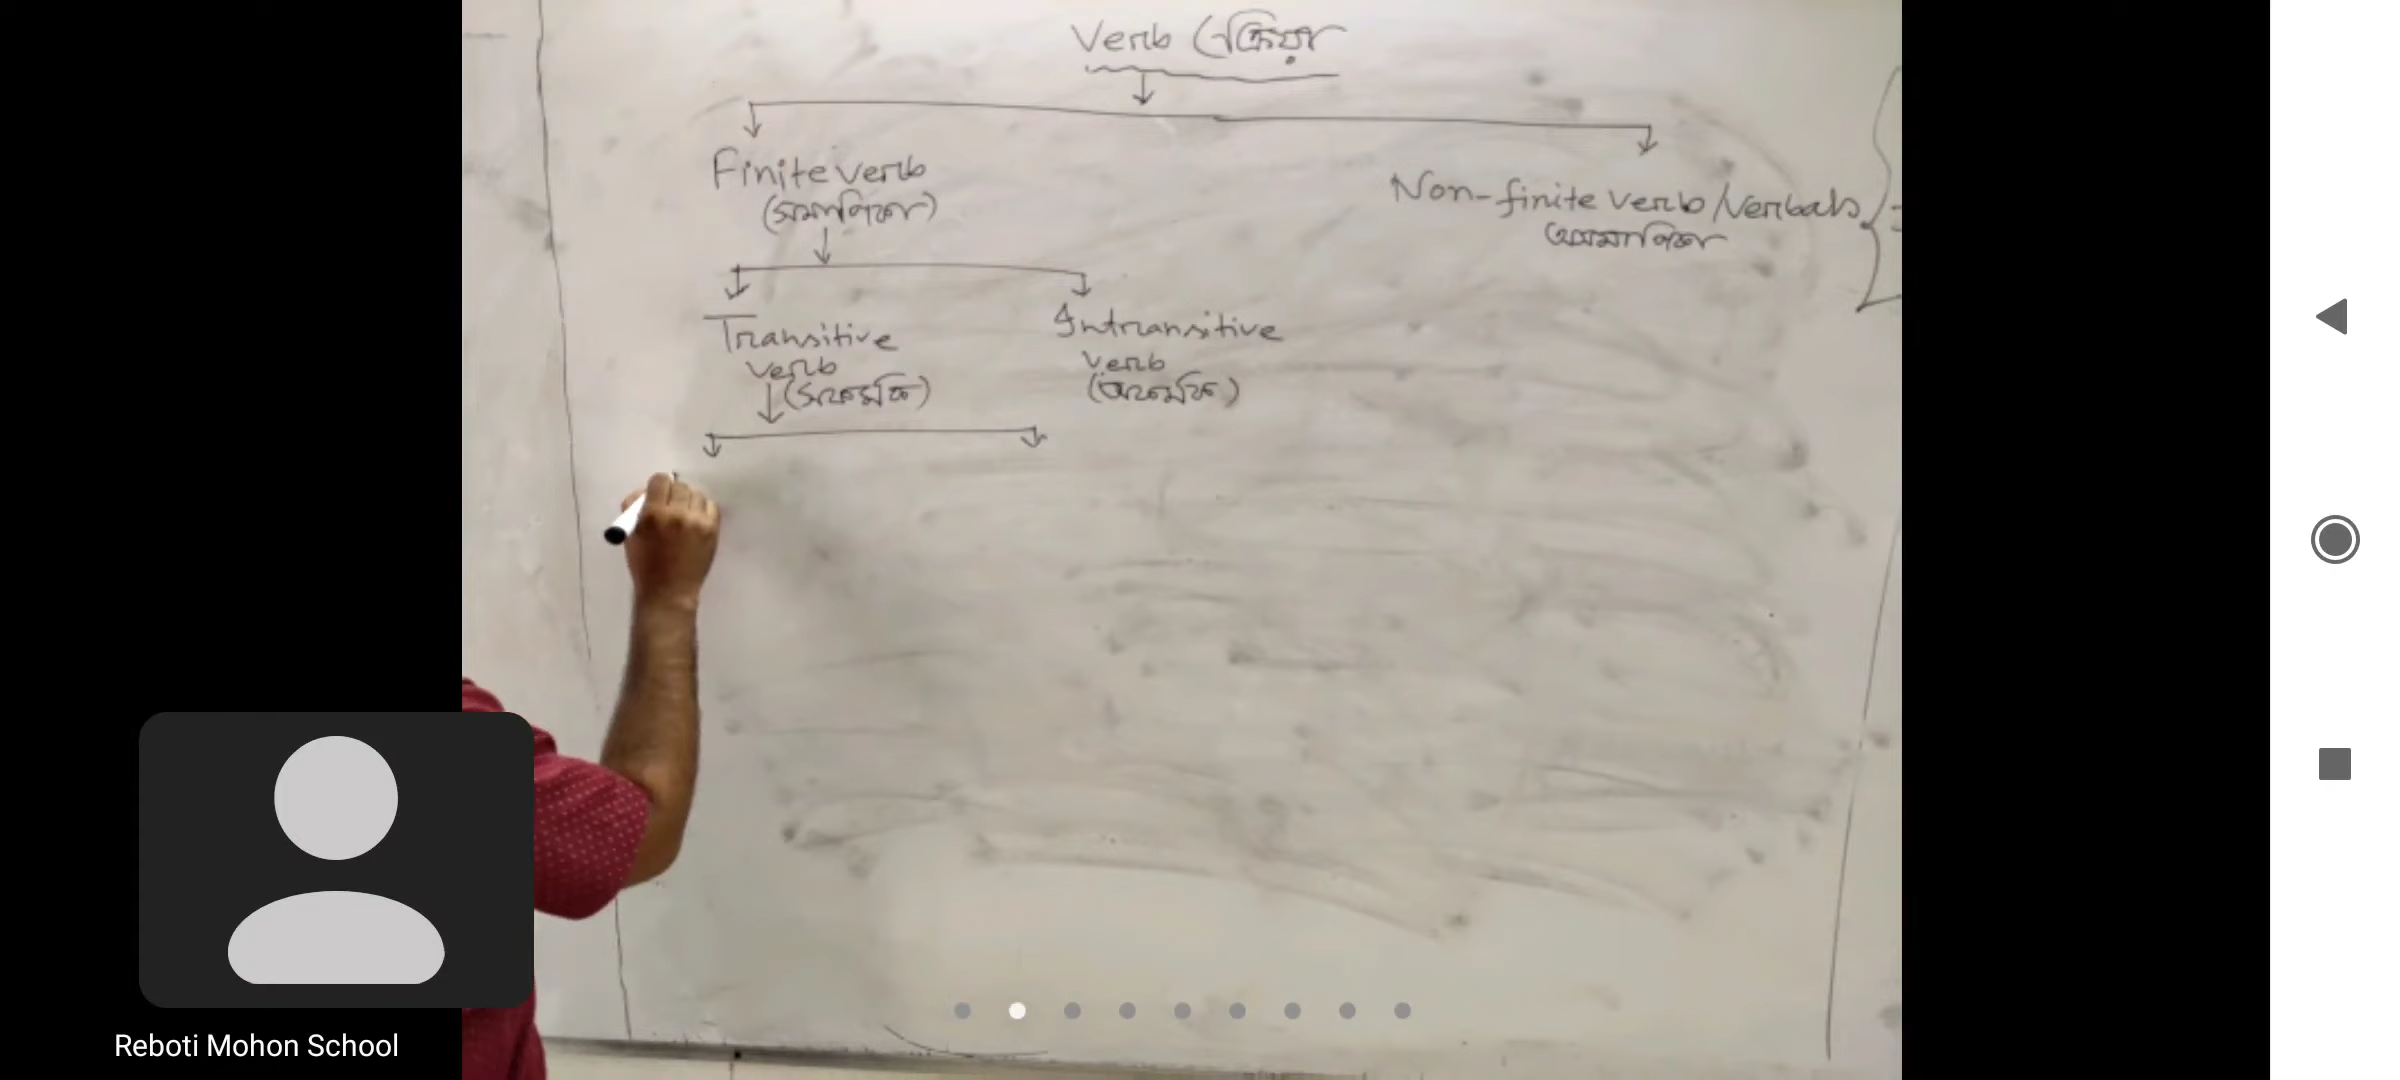 Verb (ক্রিয়া
Finite verb
(সমাপিকা)
Non-finite verb/verbals
অসমাপিকা
Transitive
verb
(সকর্মক)
Intransitive
verb
(অকর্মক)
Reboti Mohon School